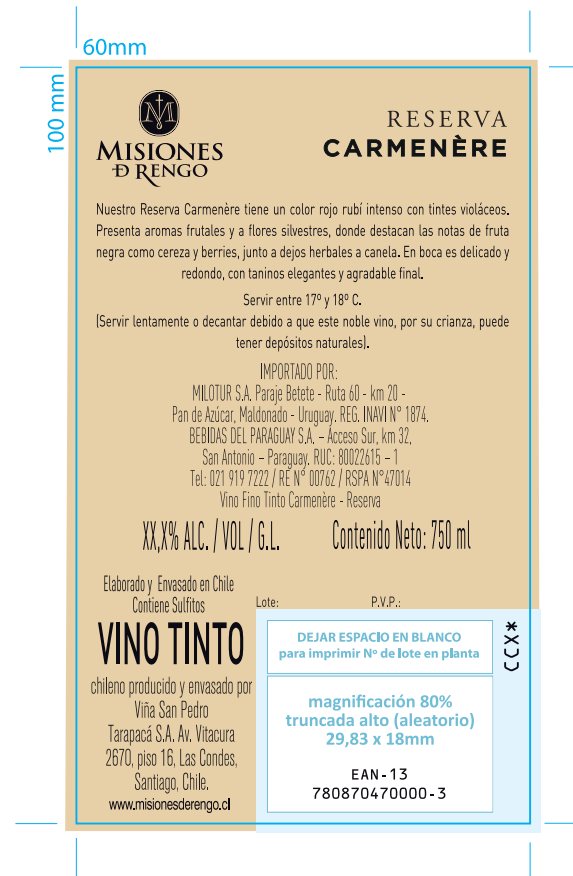 60mm
100 mm
M
MISIONES
D RENGO
RESERVA
CARMENÈRE
Nuestro Reserva Carmenère tiene un color rojo rubí intenso con tintes violáceos.
Presenta aromas frutales y a flores silvestres, donde destacan las notas de fruta
negra como cereza y berries, junto a dejos herbales a canela. En boca es delicado y
redondo, con taninos elegantes y agradable final.
Servir entre 17º y 18º C.
(Servir lentamente o decantar debido a que este noble vino, por su crianza, puede
tener depósitos naturales).
IMPORTADO POR:
MILOTUR S.A. Paraje Betete - Ruta 60 - km 20 -
Pan de Azúcar, Maldonado - Uruguay. REG. INAVI N° 1874.
BEBIDAS DEL PARAGUAY S.A. – Acceso Sur, km 32,
San Antonio – Paraguay. RUC: 80022615 – 1
Tel: 021 919 7222 / RE N° 00762 / RSPA N°47014
Vino Fino Tinto Carmenère - Reserva
XX,X% ALC. / VOL / G.L.
Contenido Neto: 750 ml
Elaborado y Envasado en Chile
Contiene Sulfitos
Lote:
P.V.P.:
VINO TINTO
chileno producido y envasado por
Viña San Pedro
Tarapacá S.A. Av. Vitacura
2670, piso 16, Las Condes,
Santiago, Chile.
www.misionesderengo.cl
DEJAR ESPACIO EN BLANCO
para imprimir Nº de lote en planta
CCX*
magnificación 80%
truncada alto (aleatorio)
29,83 x 18mm
EAN-13
780870470000-3